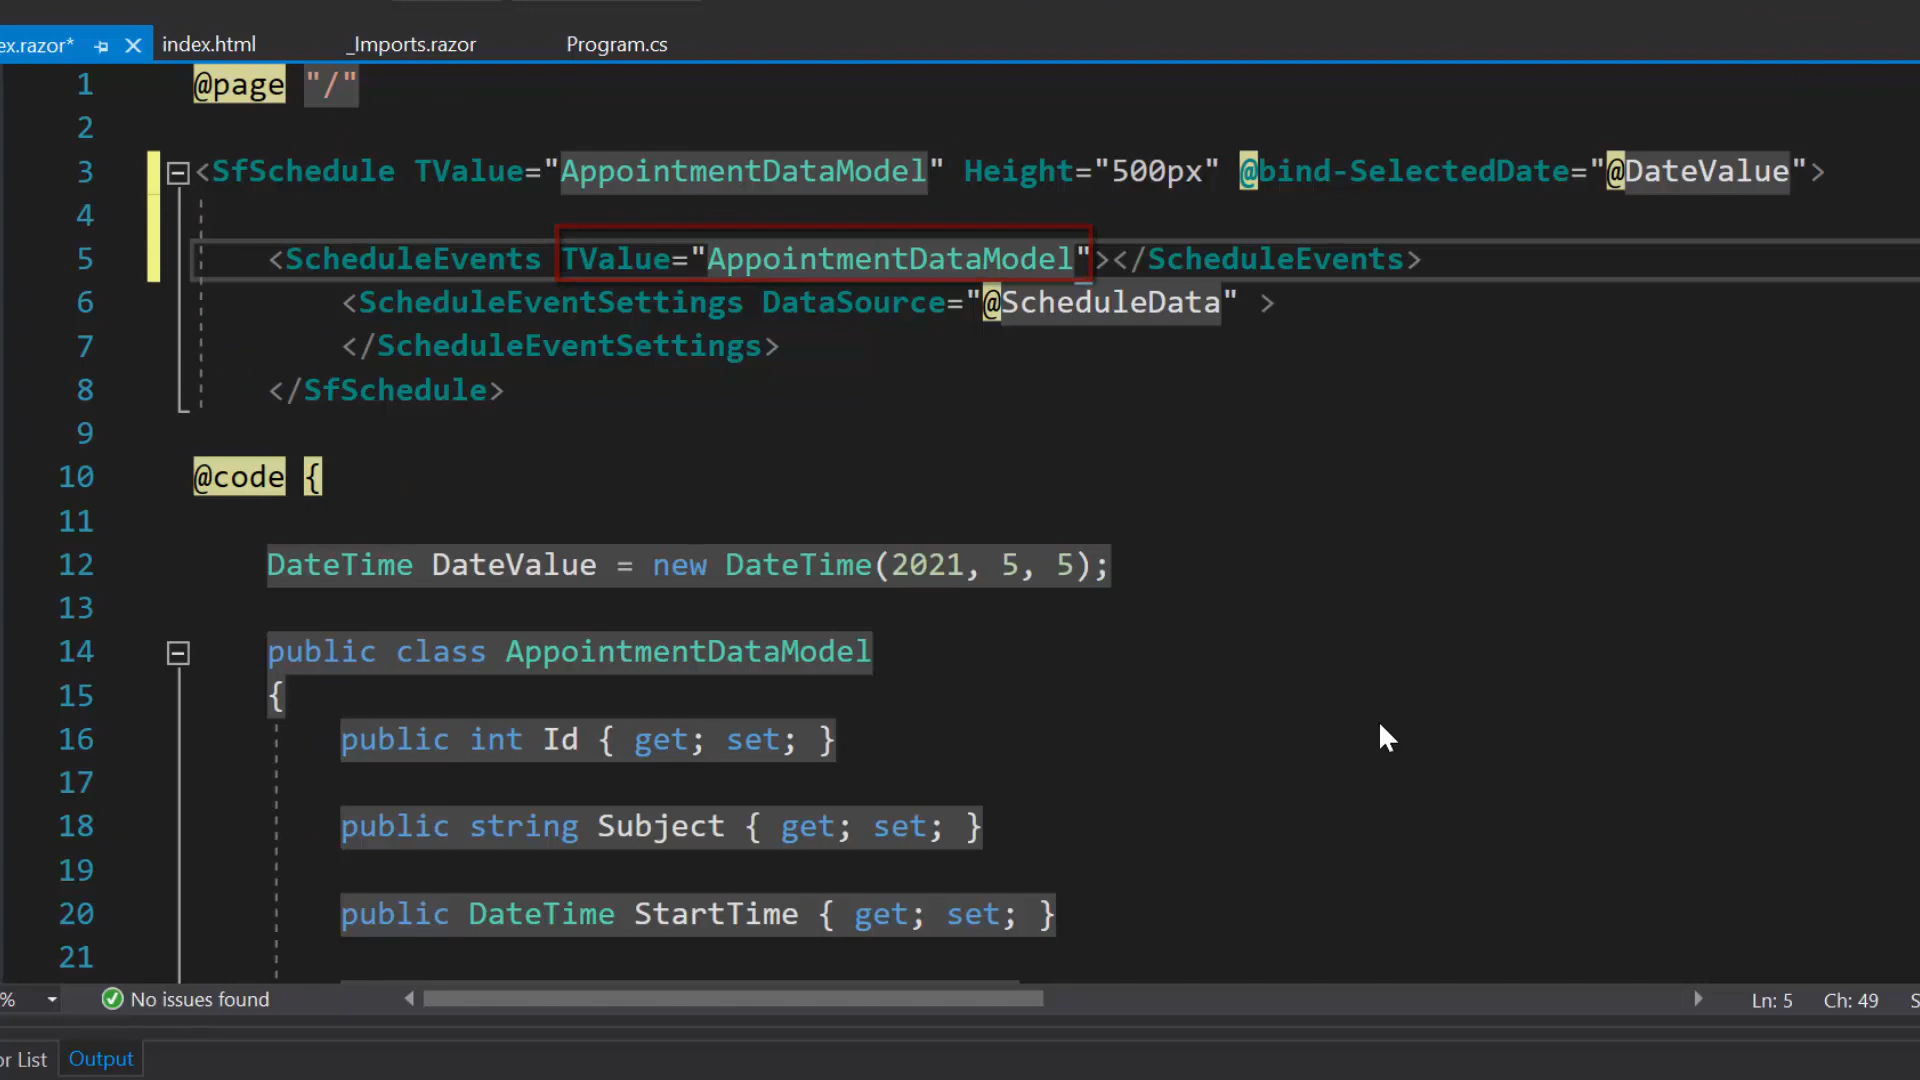 ex.razor* index.html _Imports.razor Program.cs
1 @page "/"
2
3 <SfSchedule TValue="AppointmentDataModel" Height="500px" @bind-SelectedDate="@DateValue">
4
5 <ScheduleEvents TValue="AppointmentDataModel"></ScheduleEvents>
6 <ScheduleEventSettings DataSource="@ScheduleData" >
7 </ScheduleEventSettings>
8 </SfSchedule>
9
10 @code {
11
12 DateTime DateValue = new DateTime(2021, 5, 5);
13
14 public class AppointmentDataModel
15 {
16 public int Id { get; set; }
17
18 public string Subject { get; set; }
19
20 public DateTime StartTime { get; set; }
21
% No issues found Ln: 5 Ch: 49 S
or List Output